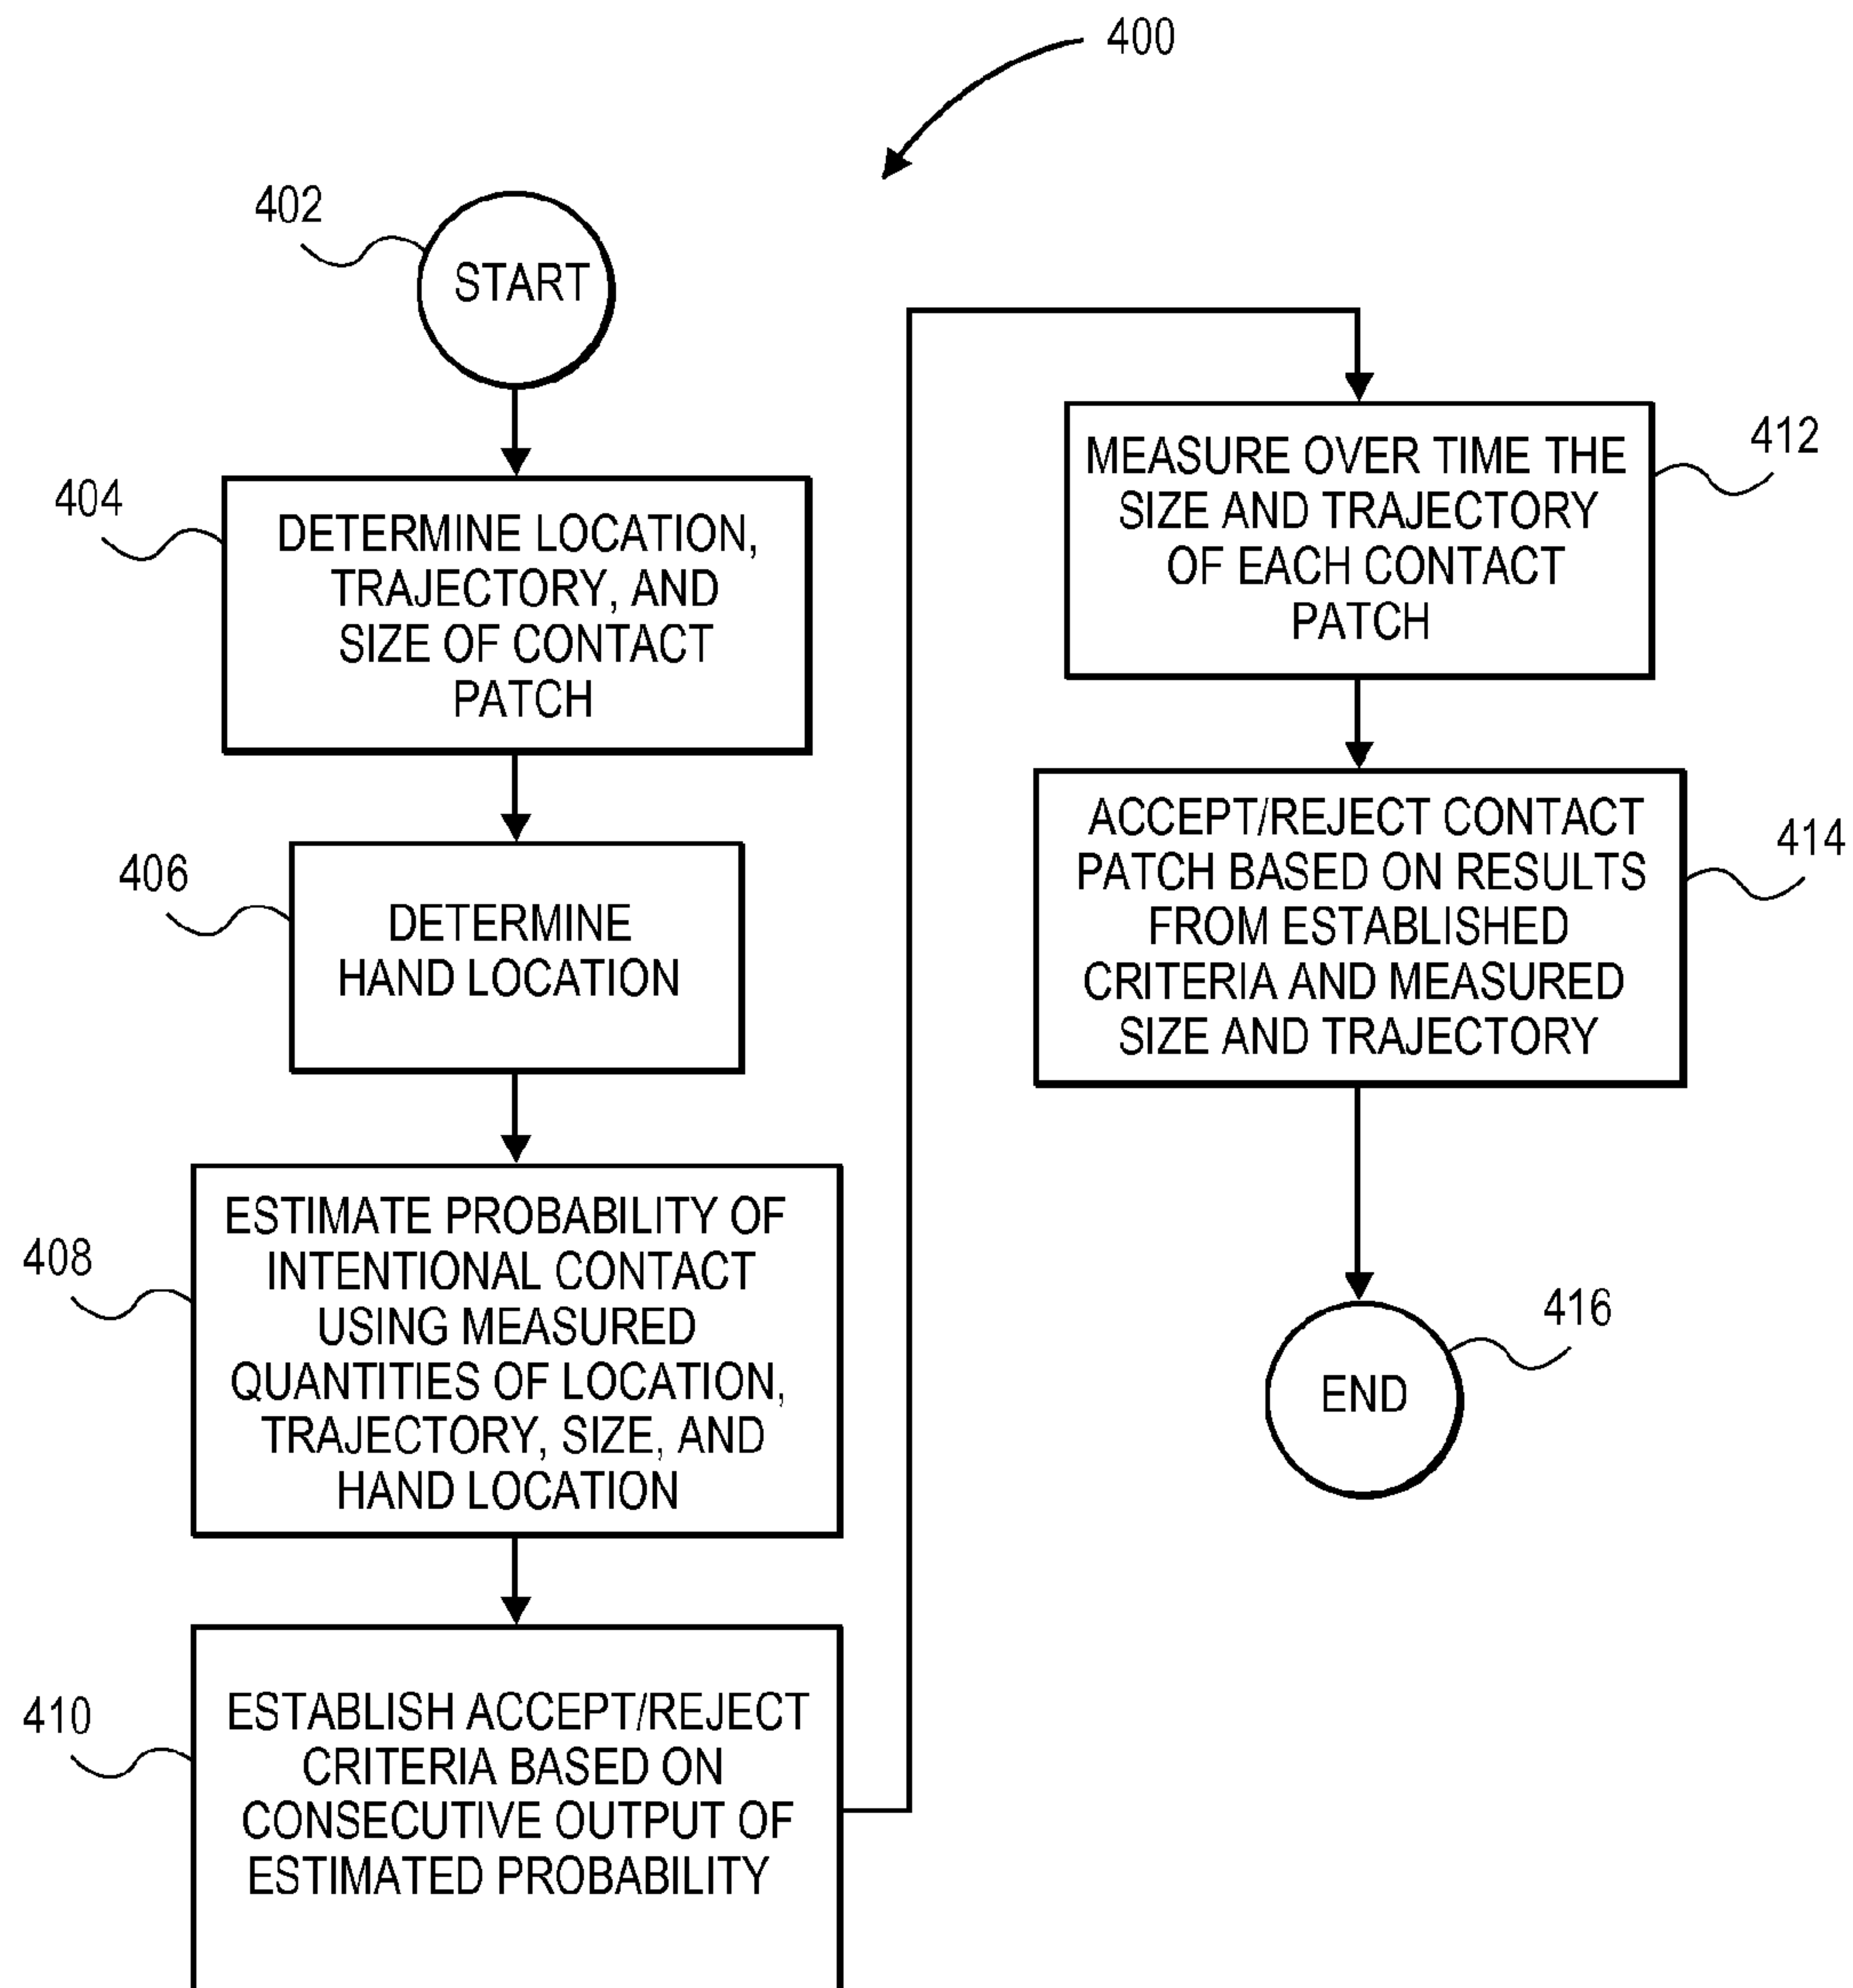 400
402
START
404
DETERMINE LOCATION,
TRAJECTORY, AND
SIZE OF CONTACT
PATCH
406
DETERMINE
HAND LOCATION
408
ESTIMATE PROBABILITY OF
INTENTIONAL CONTACT
USING MEASURED
QUANTITIES OF LOCATION,
TRAJECTORY, SIZE, AND
HAND LOCATION
410
ESTABLISH ACCEPT/REJECT
CRITERIA BASED ON
CONSECUTIVE OUTPUT OF
ESTIMATED PROBABILITY
412
MEASURE OVER TIME THE
SIZE AND TRAJECTORY
OF EACH CONTACT
PATCH
414
ACCEPT/REJECT CONTACT
PATCH BASED ON RESULTS
FROM ESTABLISHED
CRITERIA AND MEASURED
SIZE AND TRAJECTORY
416
END